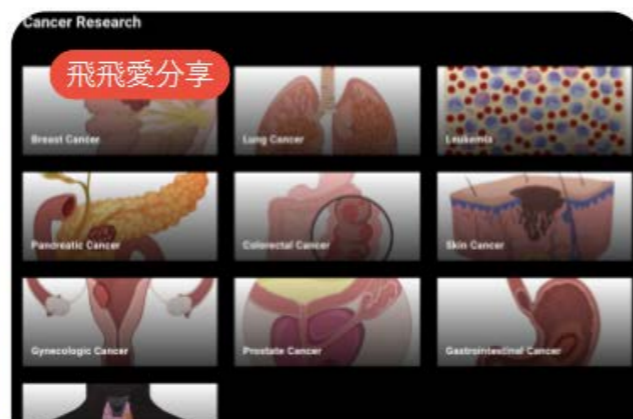 Cancer Research
飛飛愛分享
Breast Cancer
Lung Cancer
Leukemia
Pancreatic Cancer
Colorectal Cancer
Skin Cancer
Gynecologic Cancer
Prostate Cancer
Gastrointestinal Cancer